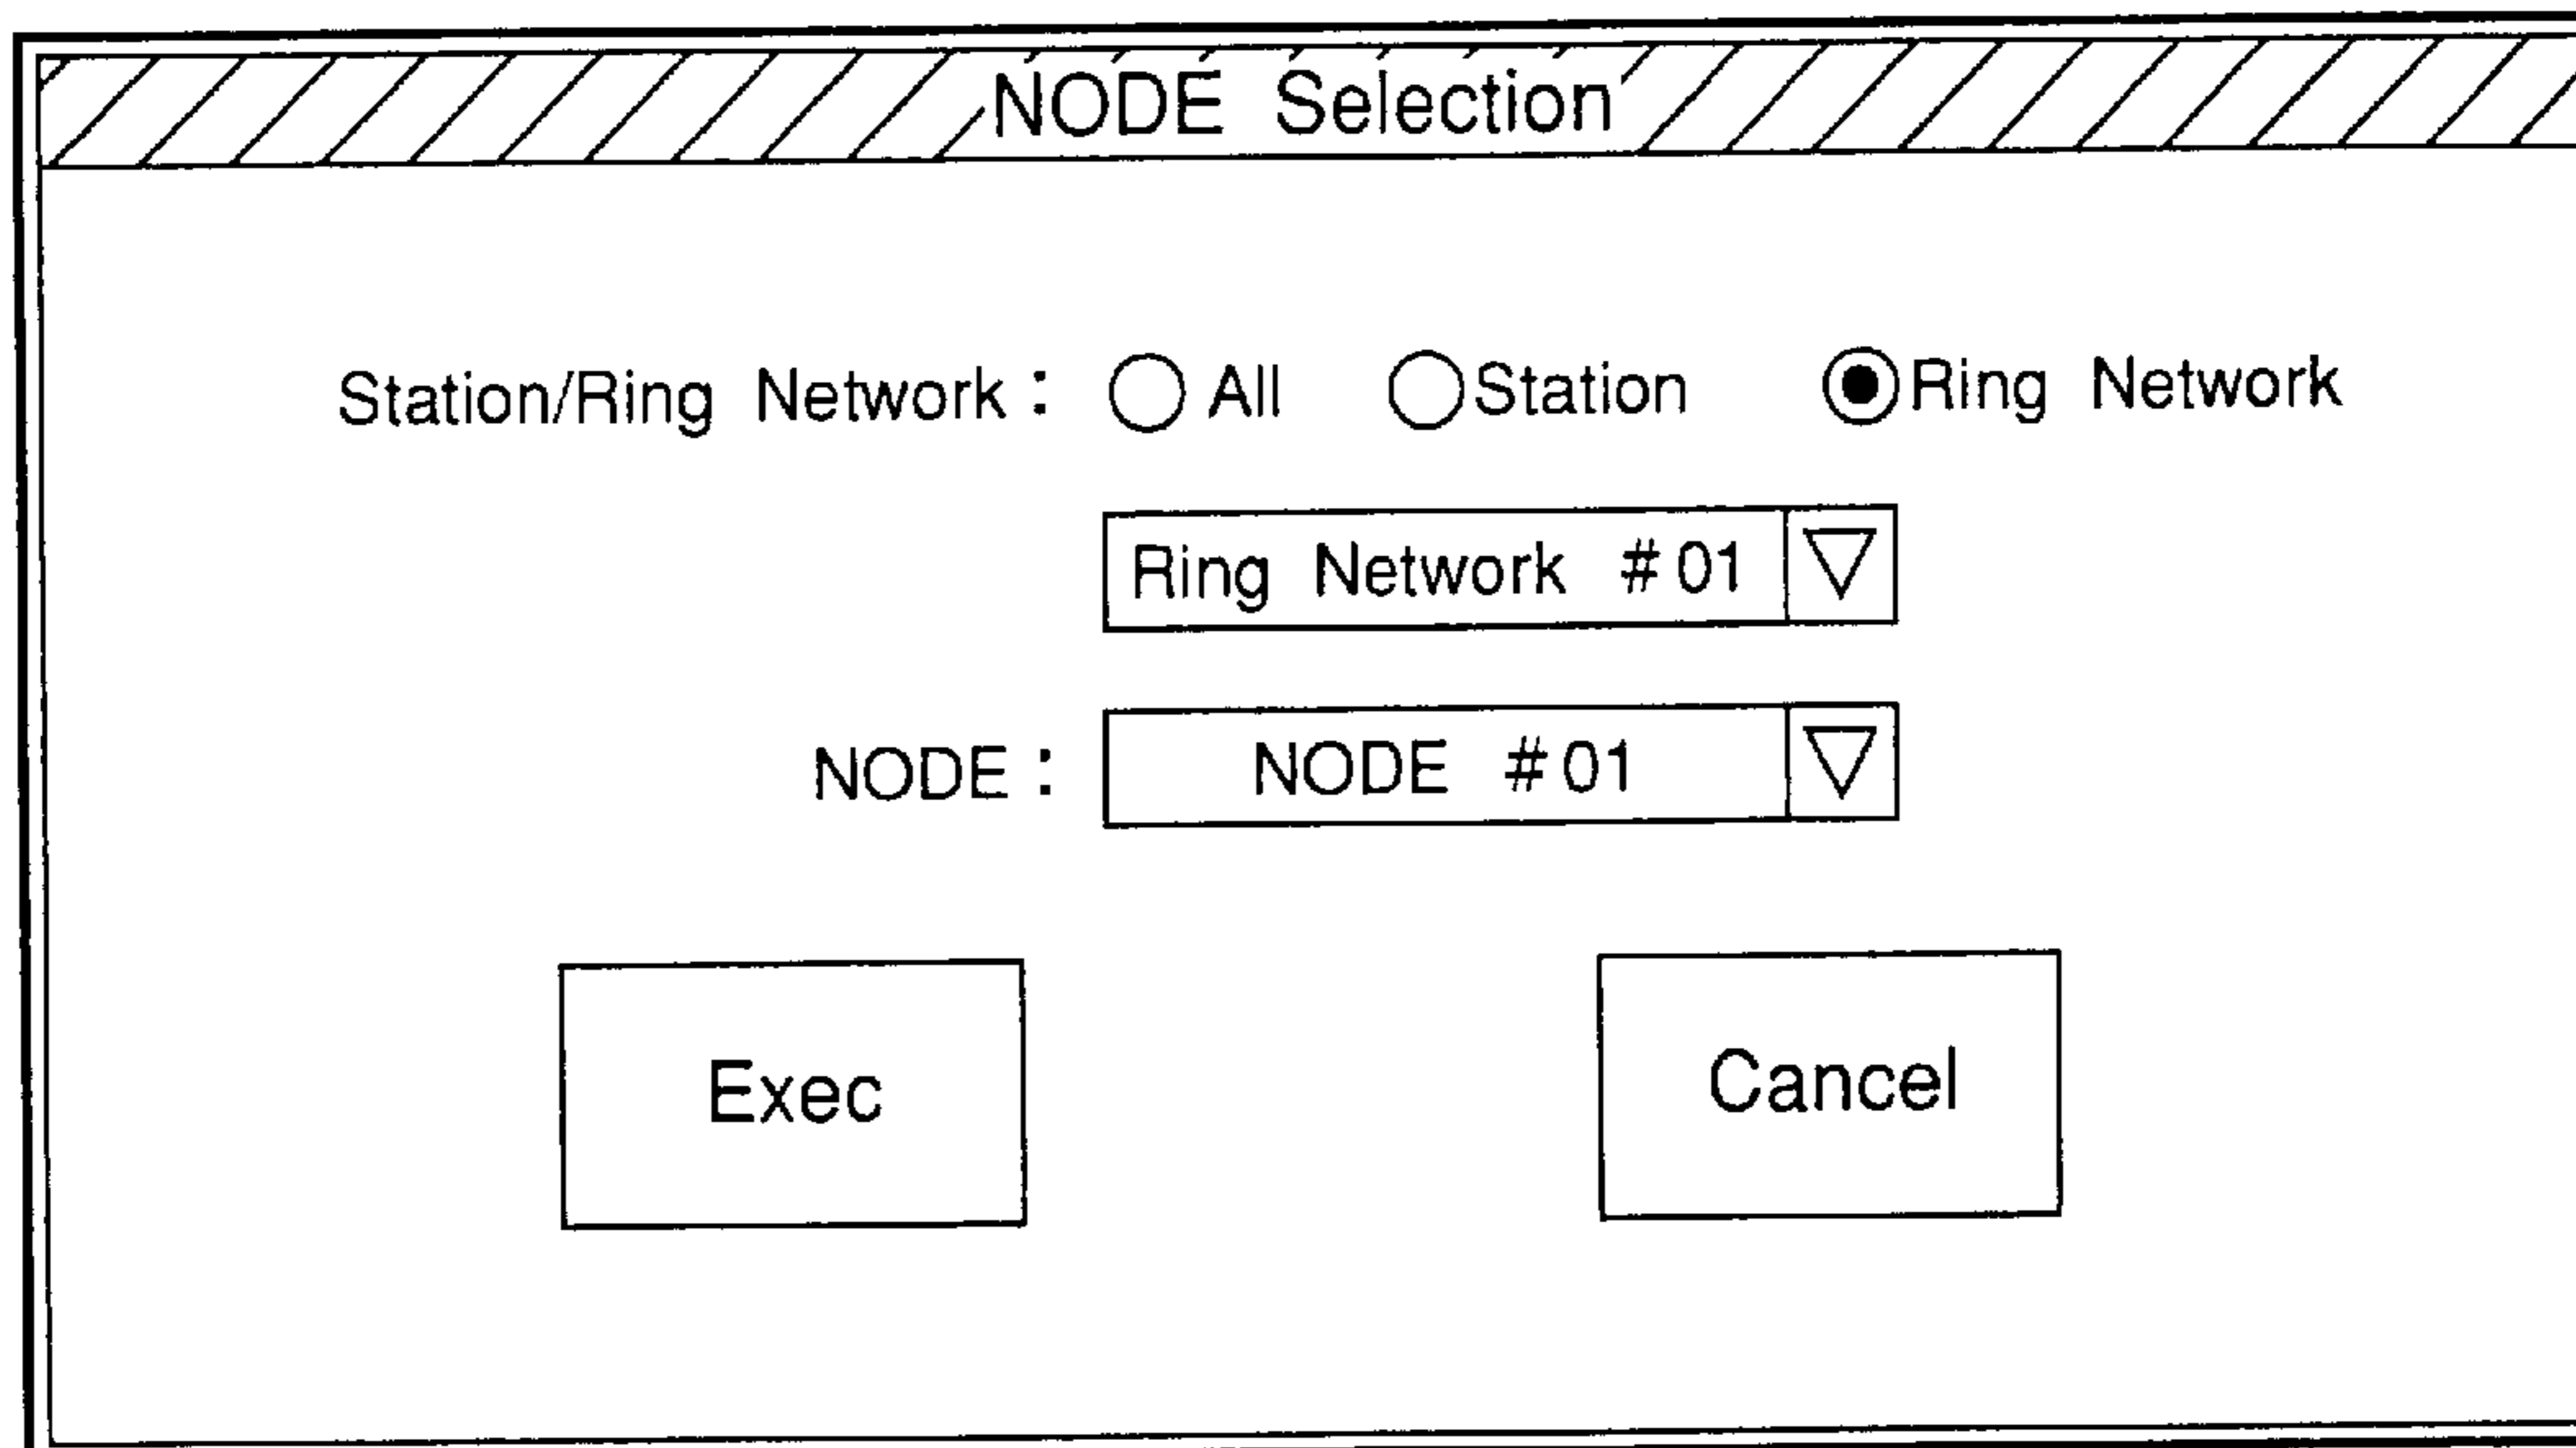 NODE Selection
Station/Ring Network : All Station Ring Network
Ring Network #01
NODE : NODE #01
Exec Cancel